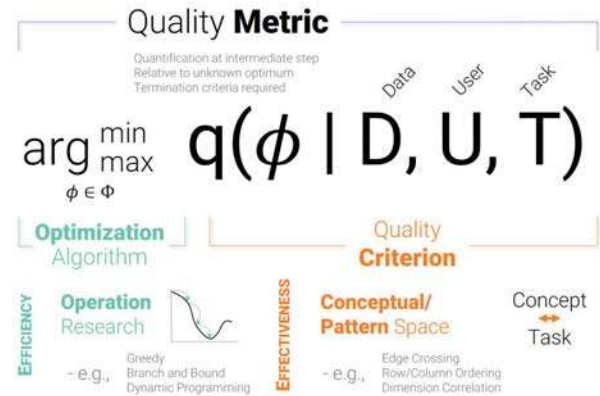 Quality Metric
Quantification at intermediate step
Relative to unknown optimum
Termination criteria required
Data
User
Task
arg min max
ϕ ∈ Φ
q(ϕ | D, U, T)
Optimization
Algorithm
Quality
Criterion
EFFICIENCY
Operation
Research
- e.g.,
Greedy
Branch and Bound
Dynamic Programming
EFFECTIVENESS
Conceptual/
Pattern Space
- e.g.,
Edge Crossing
Row/Column Ordering
Dimension Correlation
Concept
Task